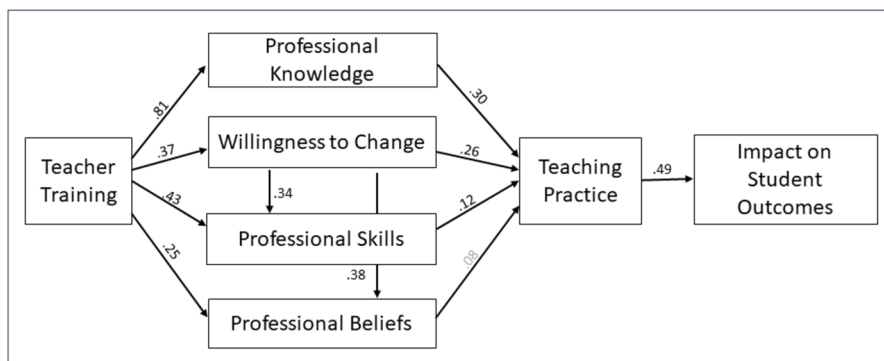 Professional
Knowledge
.81
.30
Willingness to Change
.37
.26
Teacher
Training
Teaching
Practice
.49
Impact on
Student
Outcomes
.34
.43
.12
Professional Skills
.25
.38
.08
Professional Beliefs